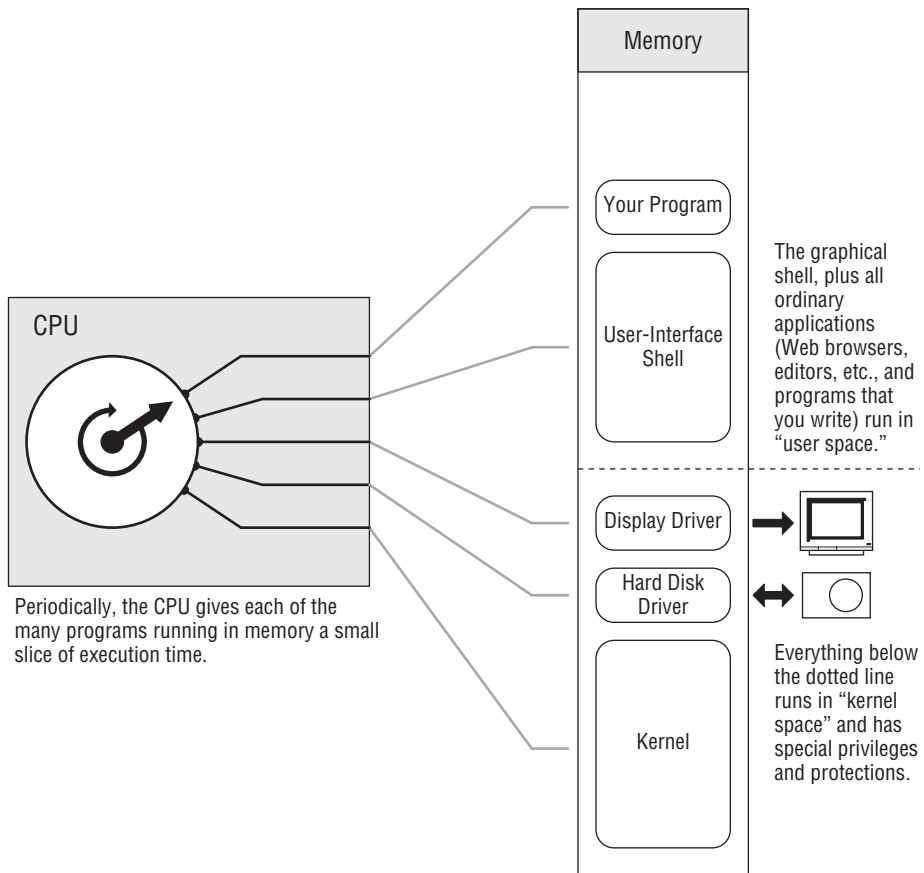 Memory
Your Program
User-Interface
Shell
The graphical
shell, plus all
ordinary
applications
(Web browsers,
editors, etc., and
programs that
you write) run in
“user space.”
CPU
Periodically, the CPU gives each of the
many programs running in memory a small
slice of execution time.
Display Driver
Hard Disk
Driver
Kernel
Everything below
the dotted line
runs in “kernel
space” and has
special privileges
and protections.